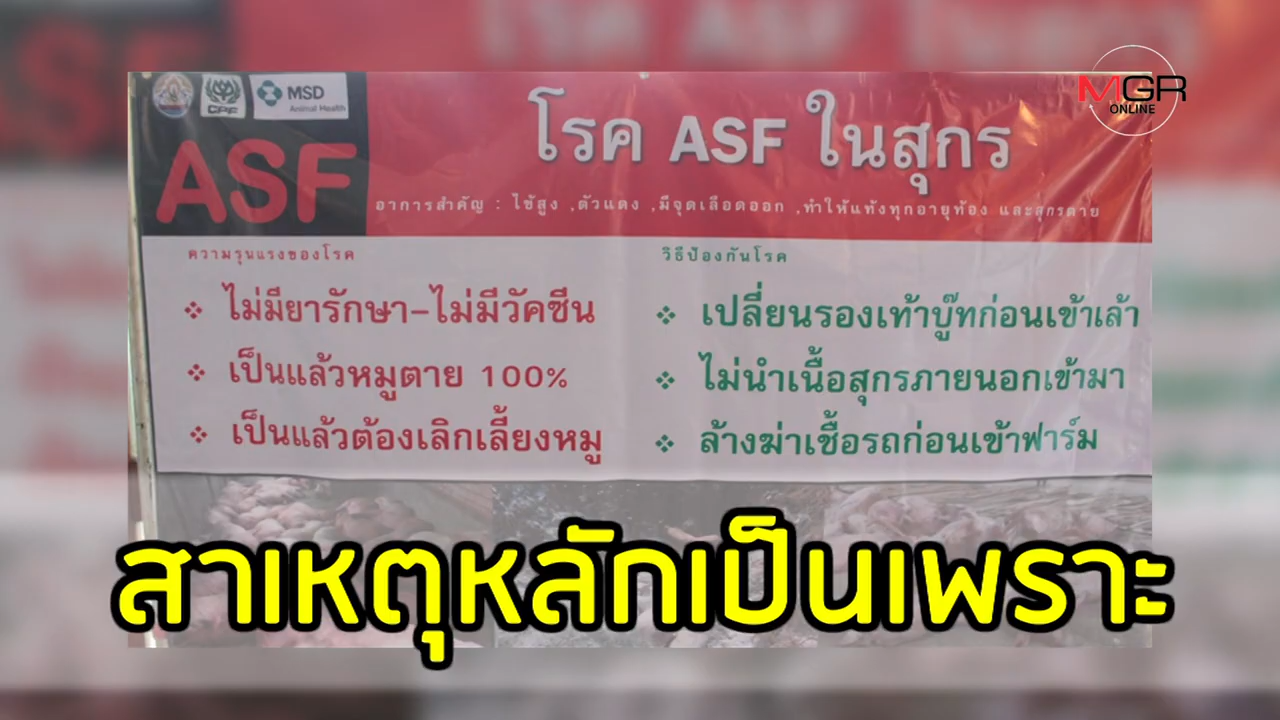 MGR
ONLINE
CPF
MSD
Animal Health
ASF
โรค ASF ในสุกร
อาการสำคัญ : ไข้สูง ,ตัวแดง ,มีจุดเลือดออก ,ทำให้แท้งทุกอายุท้อง และสุกรตาย
ความรุนแรงของโรค
❖ ไม่มียารักษา-ไม่มีวัคซีน
❖ เป็นแล้วหมูตาย 100%
❖ เป็นแล้วต้องเลิกเลี้ยงหมู
วิธีป้องกันโรค
❖ เปลี่ยนรองเท้าบู๊ทก่อนเข้าเล้า
❖ ไม่นำเนื้อสุกรภายนอกเข้ามา
❖ ล้างฆ่าเชื้อรถก่อนเข้าฟาร์ม
สาเหตุหลักเป็นเพราะ